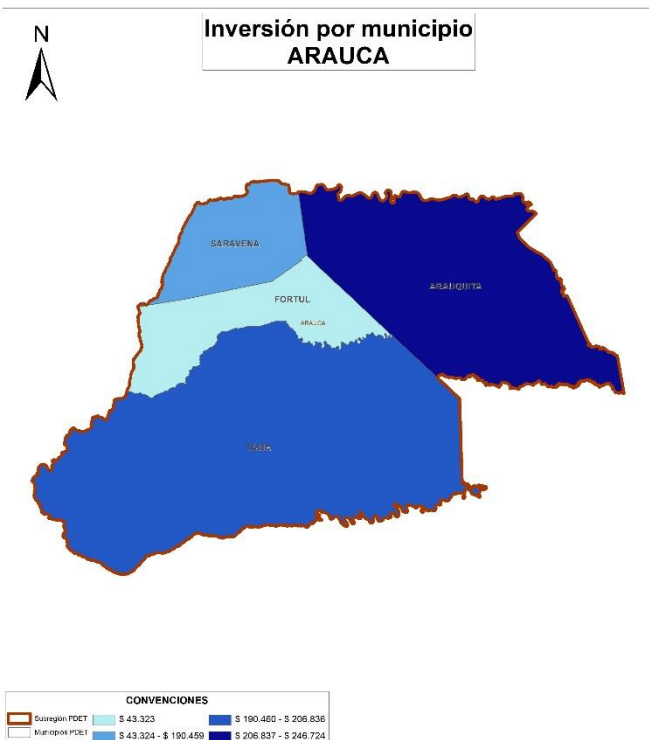 N
Inversión por municipio
ARAUCA
SARAVENA
ARAUQUITA
FORTUL
ARAUCA
TAME
CONVENCIONES
Subregión PDET
$ 43.323
$ 190.460 - $ 206.836
Municipios PDET
$ 43.324 - $ 190.459
$ 206.837 - $ 246.724